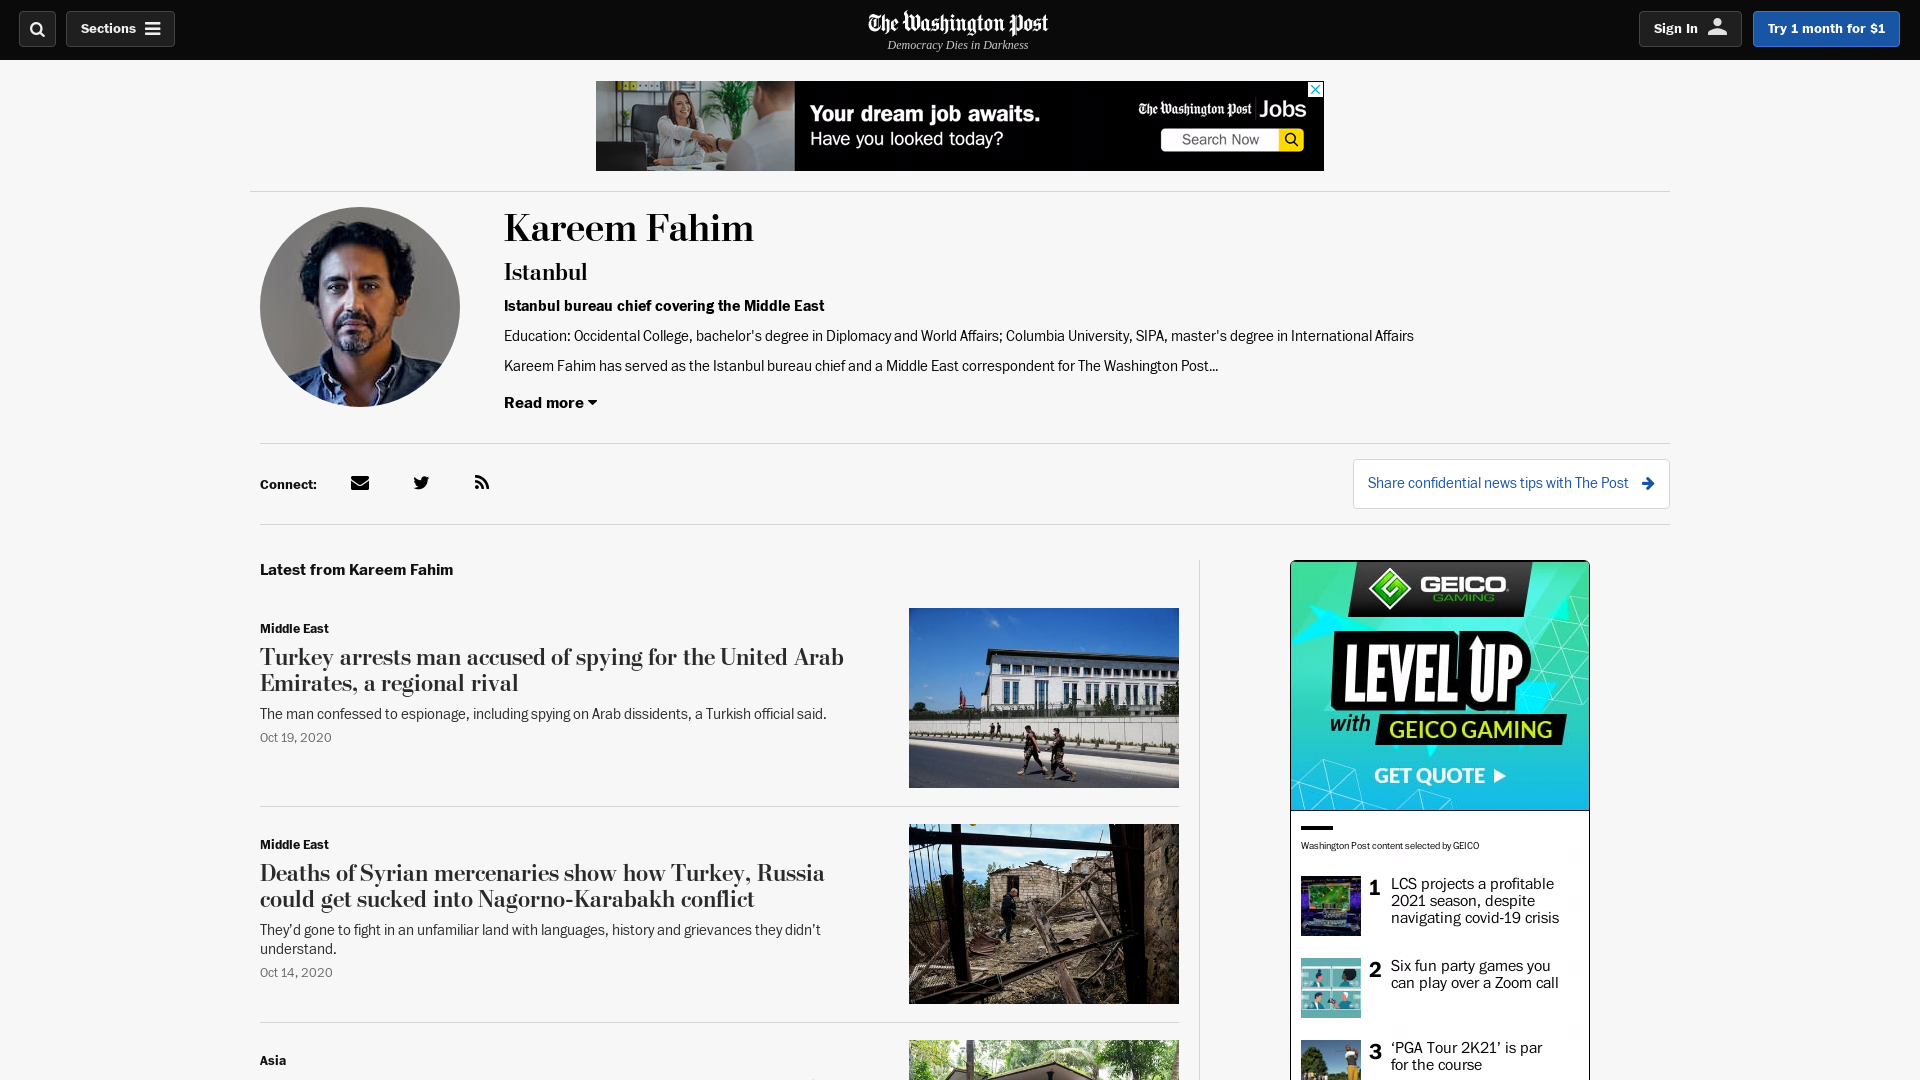 Sections
The Washington Post
Democracy Dies in Darkness
Sign In
Try 1 month for $1
Your dream job awaits.
Have you looked today?
The Washington Post Jobs
Search Now
Kareem Fahim
Istanbul
Istanbul bureau chief covering the Middle East
Education: Occidental College, bachelor's degree in Diplomacy and World Affairs; Columbia University, SIPA, master's degree in International Affairs
Kareem Fahim has served as the Istanbul bureau chief and a Middle East correspondent for The Washington Post...
Read more
Connect:
Share confidential news tips with The Post
Latest from Kareem Fahim
Middle East
Turkey arrests man accused of spying for the United Arab
Emirates, a regional rival
The man confessed to espionage, including spying on Arab dissidents, a Turkish official said.
Oct 19, 2020
Middle East
Deaths of Syrian mercenaries show how Turkey, Russia
could get sucked into Nagorno-Karabakh conflict
They’d gone to fight in an unfamiliar land with languages, history and grievances they didn’t
understand.
Oct 14, 2020
Asia
GEICO
GAMING
LEVEL UP
with GEICO GAMING
GET QUOTE
Washington Post content selected by GEICO
1 LCS projects a profitable
2021 season, despite
navigating covid-19 crisis
2 Six fun party games you
can play over a Zoom call
3 ‘PGA Tour 2K21’ is par
for the course